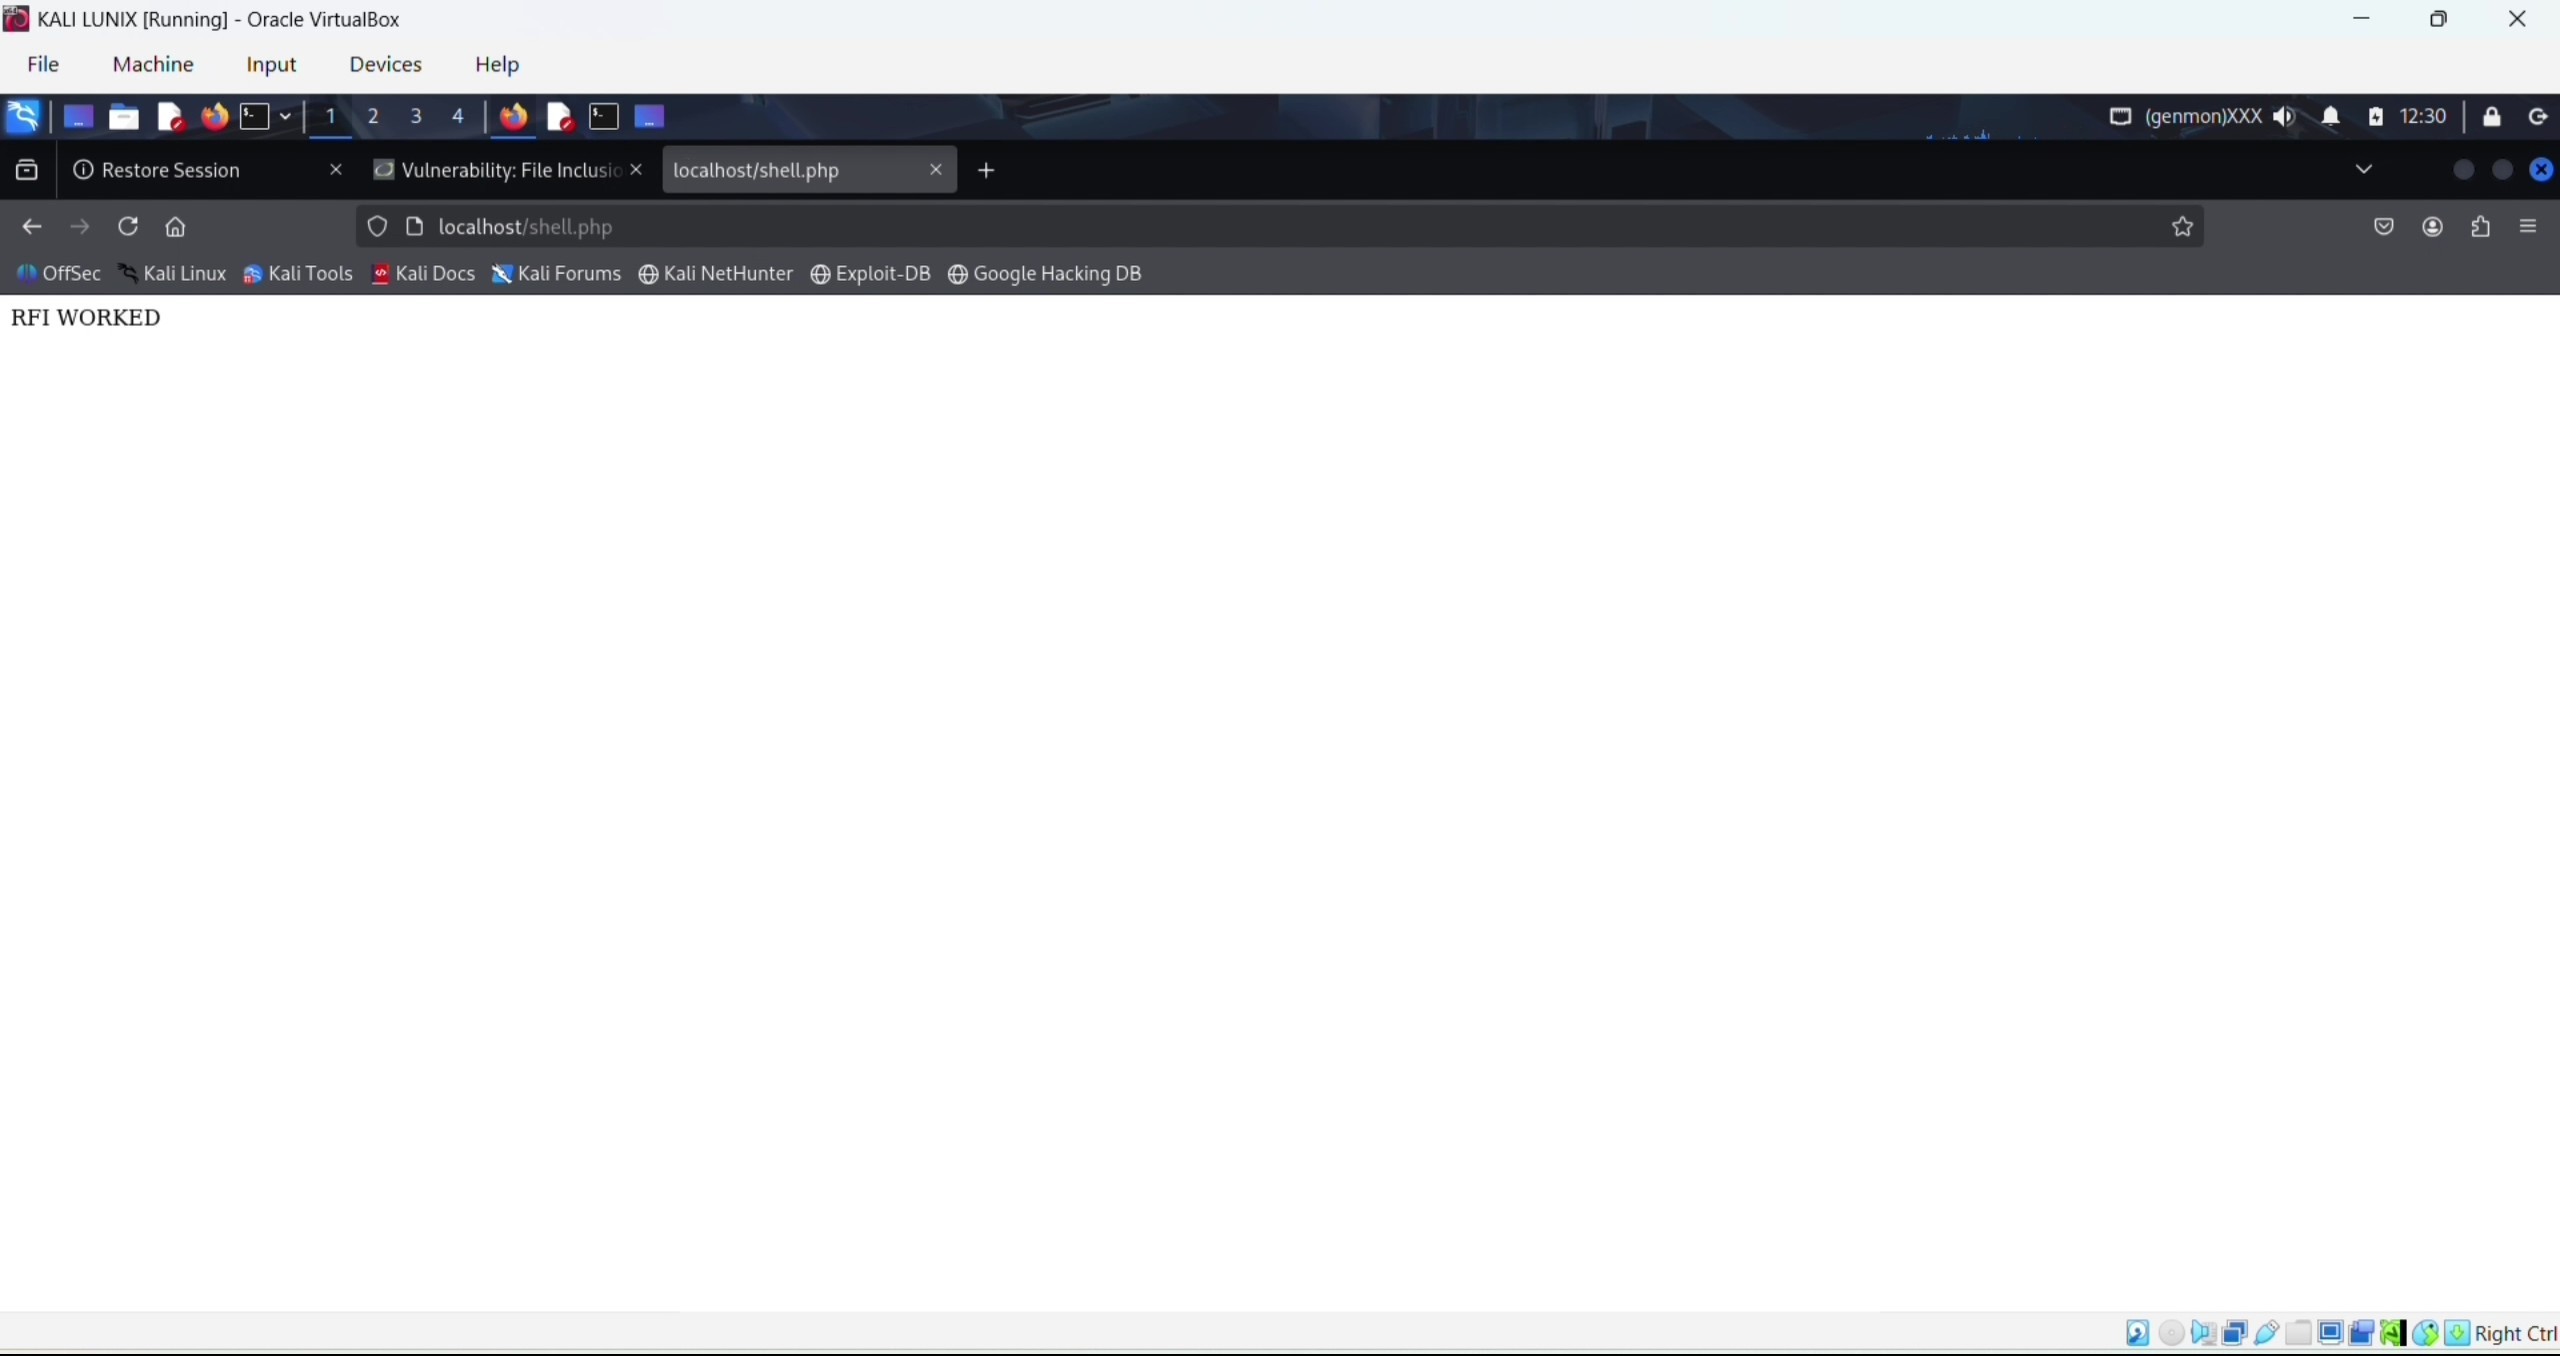 KALI LUNIX [Running] - Oracle VirtualBox
File Machine Input Devices Help
1 2 3 4 (genmon)XXX 12:30
Restore Session Vulnerability: File Inclusio localhost/shell.php
localhost/shell.php
OffSec Kali Linux Kali Tools Kali Docs Kali Forums Kali NetHunter Exploit-DB Google Hacking DB
RFI WORKED
Right Ctrl